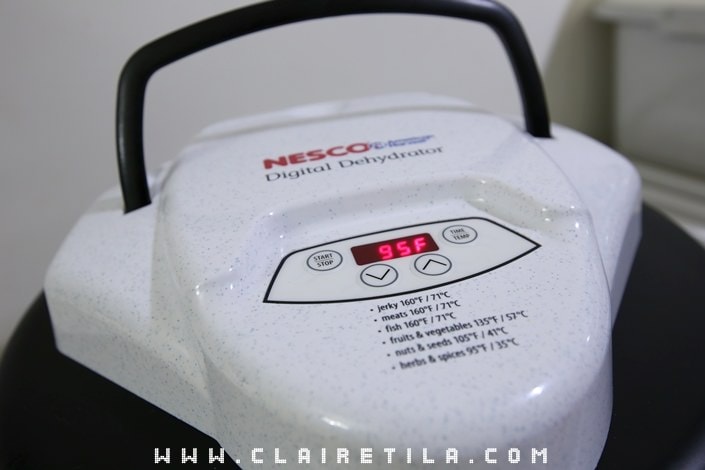 NESCO
Digital Dehydrator
START STOP
95F
TIME TEMP
• jerky 160°F / 71°C
• meats 160°F / 71°C
• fish 160°F / 71°C
• fruits & vegetables 135°F / 57°C
• nuts & seeds 105°F / 41°C
• herbs & spices 95°F / 35°C
WWW.CLAIRETILA.COM